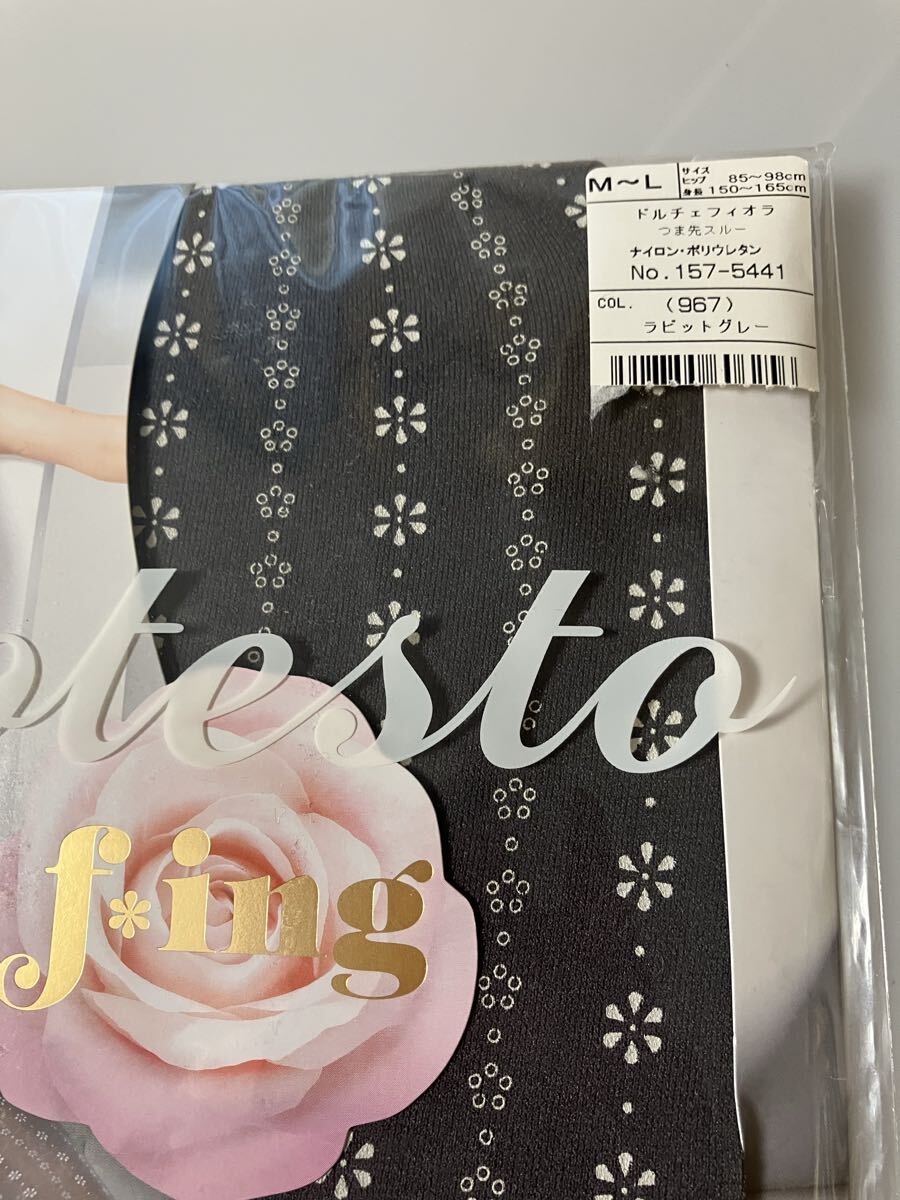 M～L サイズ
ヒップ 85～98cm
身長 150～165cm
ドルチェフィオラ
つま先スルー
ナイロン・ポリウレタン
No.157-5441
COL. (967)
ラビットグレー
otesto
f*ing